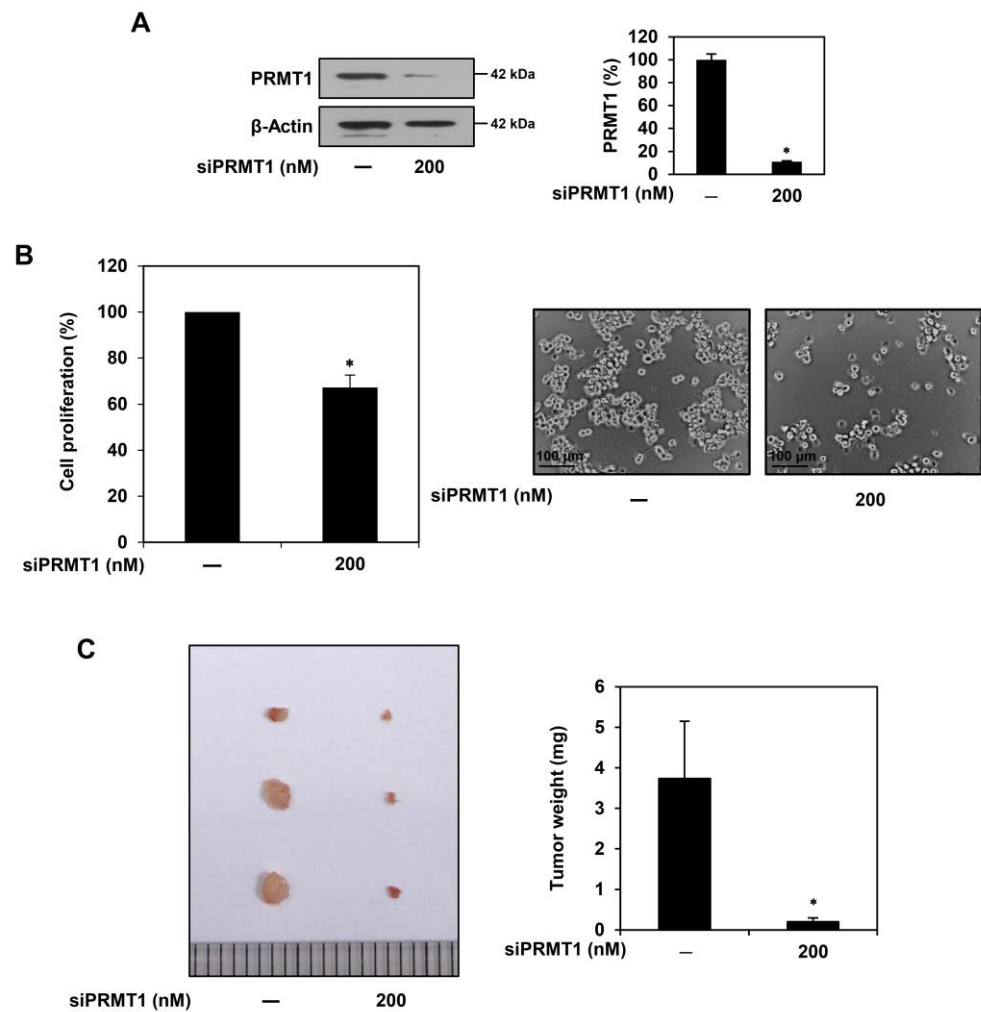 A
PRMT1
42 kDa
β-Actin
42 kDa
siPRMT1 (nM) — 200
PRMT1 (%)
120
100
80
60
40
20
0
*
siPRMT1 (nM) — 200
B
Cell proliferation (%)
120
100
80
60
40
20
0
*
siPRMT1 (nM) — 200
100 μm
100 μm
siPRMT1 (nM) — 200
C
siPRMT1 (nM) — 200
Tumor weight (mg)
6
5
4
3
2
1
0
*
siPRMT1 (nM) — 200